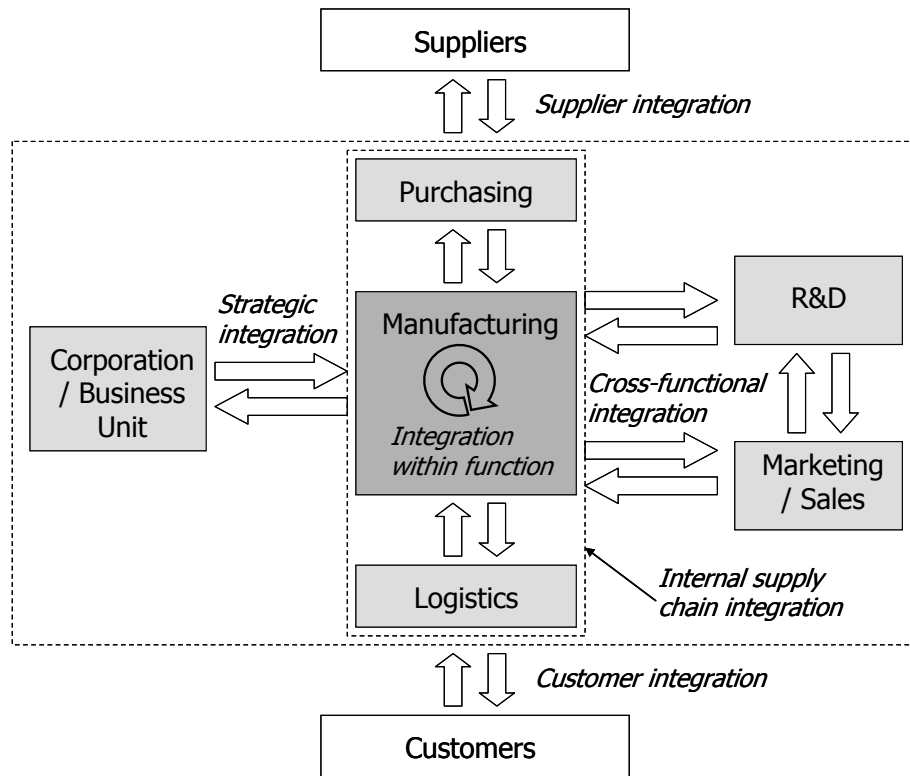 Suppliers
Supplier integration
Purchasing
Strategic
integration
Manufacturing
R&D
Corporation
/ Business
Unit
Cross-functional
integration
Integration
within function
Marketing
/ Sales
Logistics
Internal supply
chain integration
Customer integration
Customers